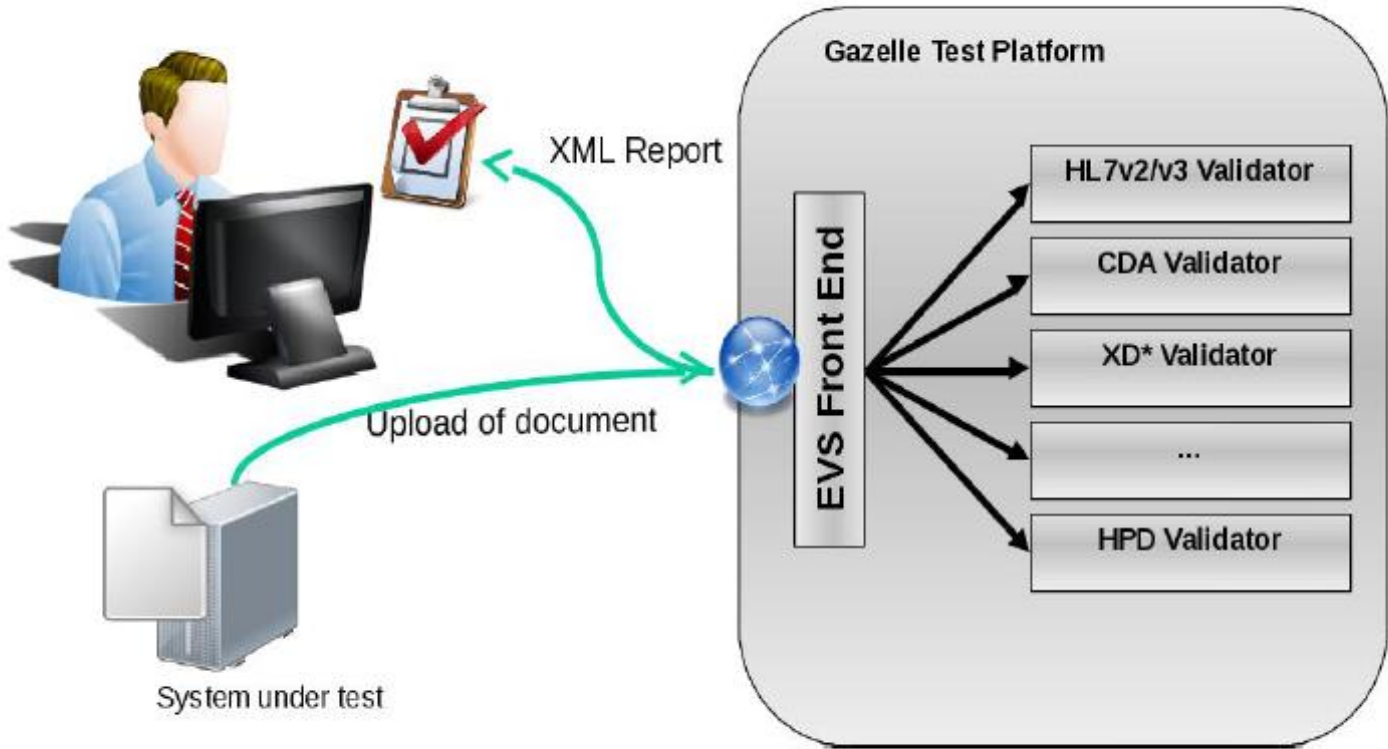 Gazelle Test Platform
XML Report
HL7v2/v3 Validator
CDA Validator
XD* Validator
...
HPD Validator
EVS Front End
Upload of document
System under test